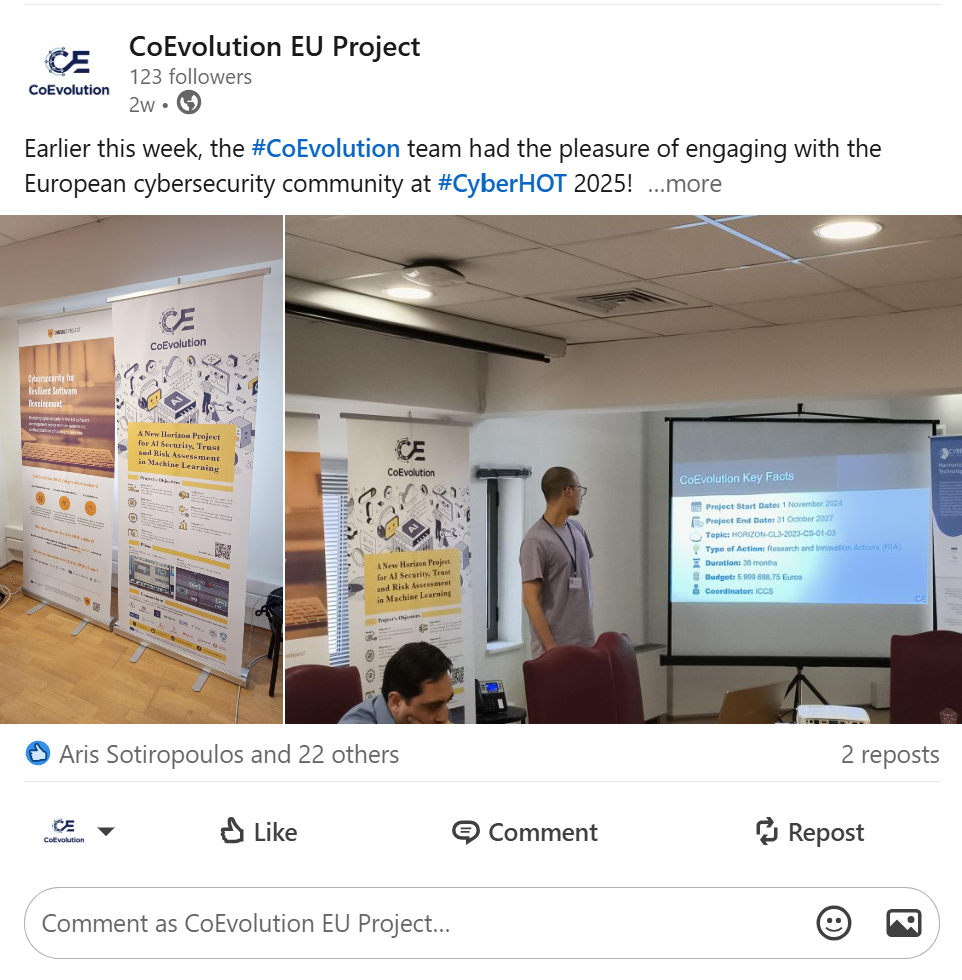 CoEvolution EU Project
123 followers
2w •
CoEvolution
Earlier this week, the #CoEvolution team had the pleasure of engaging with the
European cybersecurity community at #CyberHOT 2025! ...more
Cybersecurity for
Resilient Software
Development
CoEvolution
AI
A New Horizon Project
for AI Security, Trust
and Risk Assessment
in Machine Learning
Project's Objectives
CoEvolution
AI
A New Horizon Project
for AI Security, Trust
and Risk Assessment
in Machine Learning
Project's Objectives
CoEvolution Key Facts
Project Start Date: 1 November 2024
Project End Date: 31 October 2027
Topic: HORIZON-CL3-2023-CS-01-03
Type of Action: Research and Innovation Actions (RIA)
Duration: 36 months
Budget: 5.999.688,75 Euros
Coordinator: ICCS
Aris Sotiropoulos and 22 others
2 reposts
CoEvolution
Like
Comment
Repost
Comment as CoEvolution EU Project...